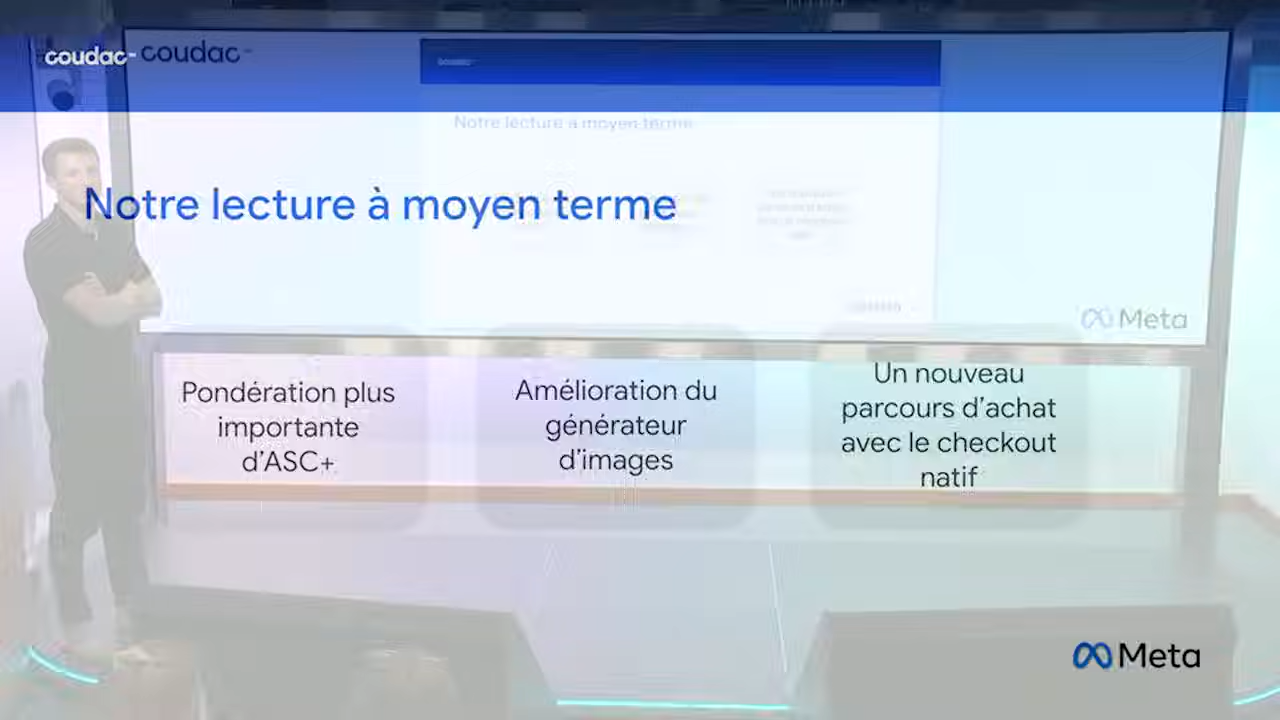 coudac
coudac
Notre lecture à moyen terme
Notre lecture à moyen terme
Meta
Pondération plus
importante
d'ASC+
Amélioration du
générateur
d'images
Un nouveau
parcours d'achat
avec le checkout
natif
Meta